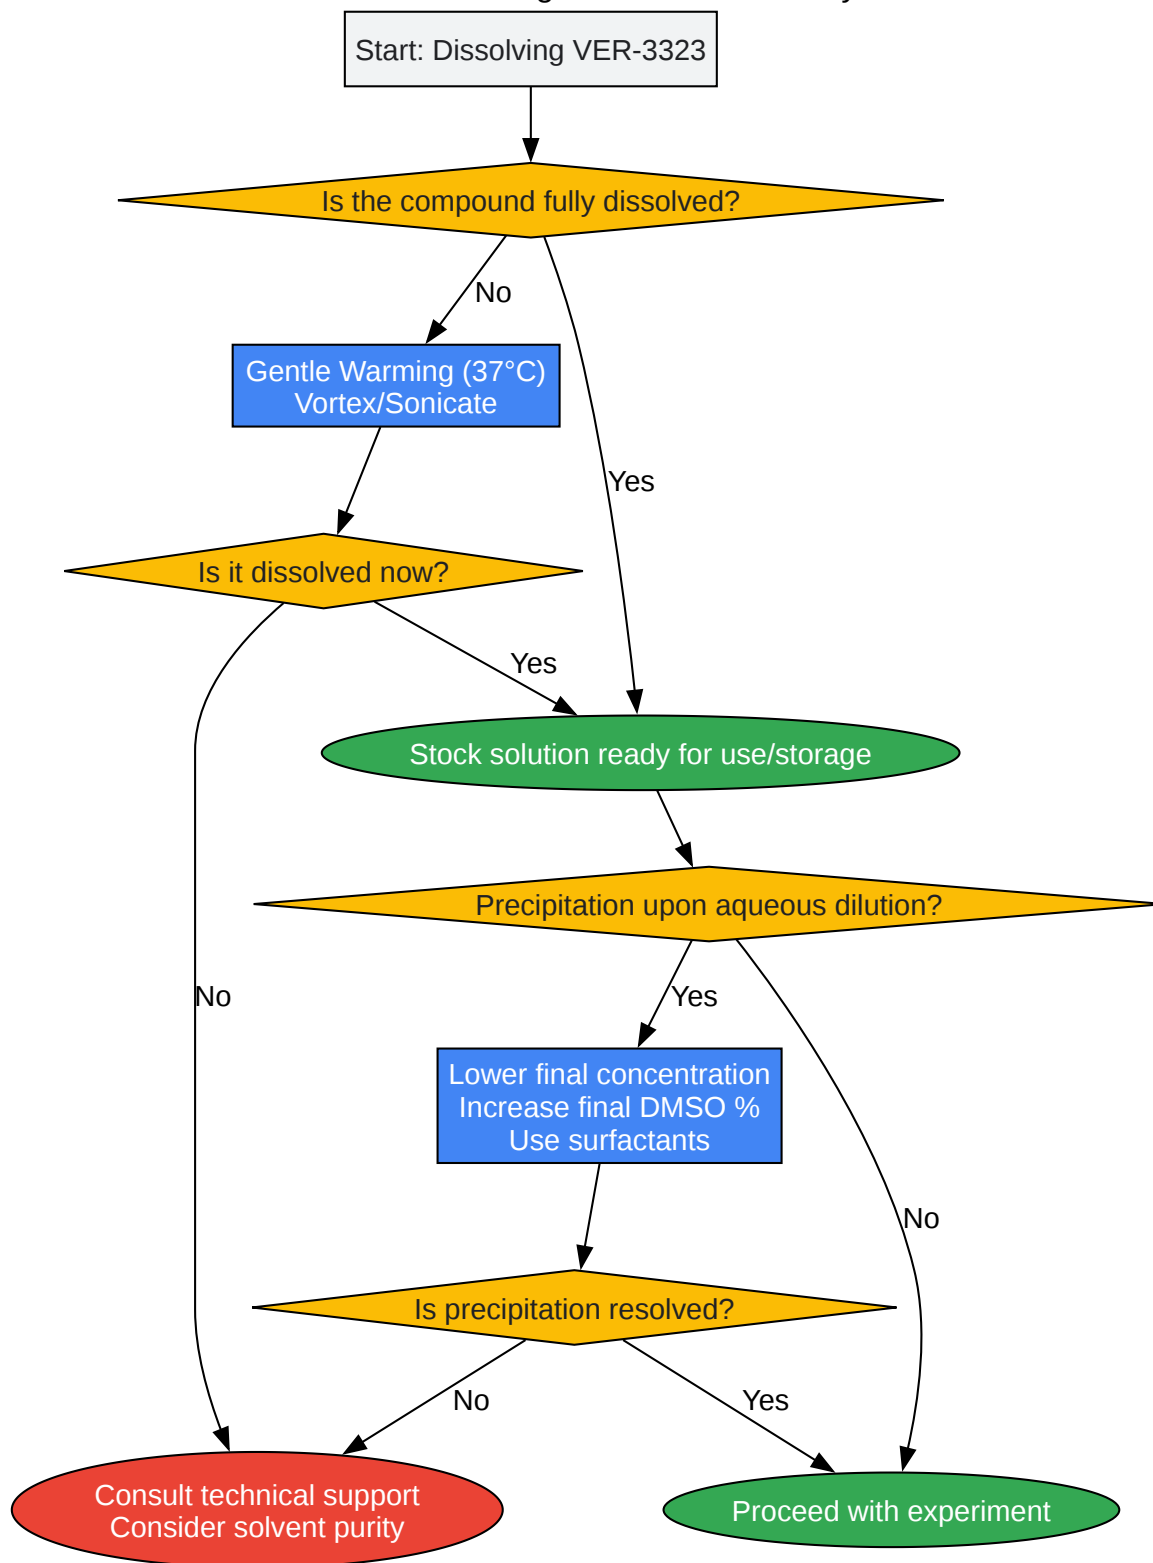 Start: Dissolving VER-3323
Is the compound fully dissolved?
No
Gentle Warming (37°C)
Vortex/Sonicate
Yes
Is it dissolved now?
Yes
Stock solution ready for use/storage
Precipitation upon aqueous dilution?
No
Yes
Lower final concentration
Increase final DMSO %
Use surfactants
No
Is precipitation resolved?
No
Yes
Consult technical support
Consider solvent purity
Proceed with experiment